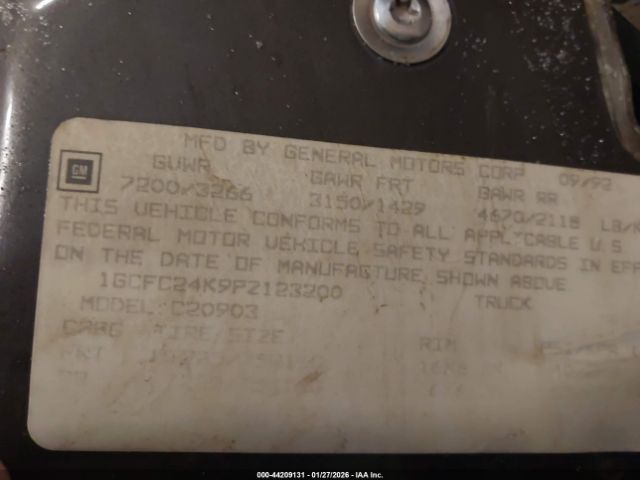 MFD BY GENERAL MOTORS CORP 09/92
GM
GVWR GAWR FRT GAWR RR
7200/3266 3150/1429 4670/2118 LB/K
THIS VEHICLE CONFORMS TO ALL APPLICABLE U S
FEDERAL MOTOR VEHICLE SAFETY STANDARDS IN EFF
ON THE DATE OF MANUFACTURE SHOWN ABOVE
1GCFC24K9PZ123200 TRUCK
MODEL C20903
TIRE SIZE RIM
FRT
000-44209131 | 01/27/2026 | IAA Inc.